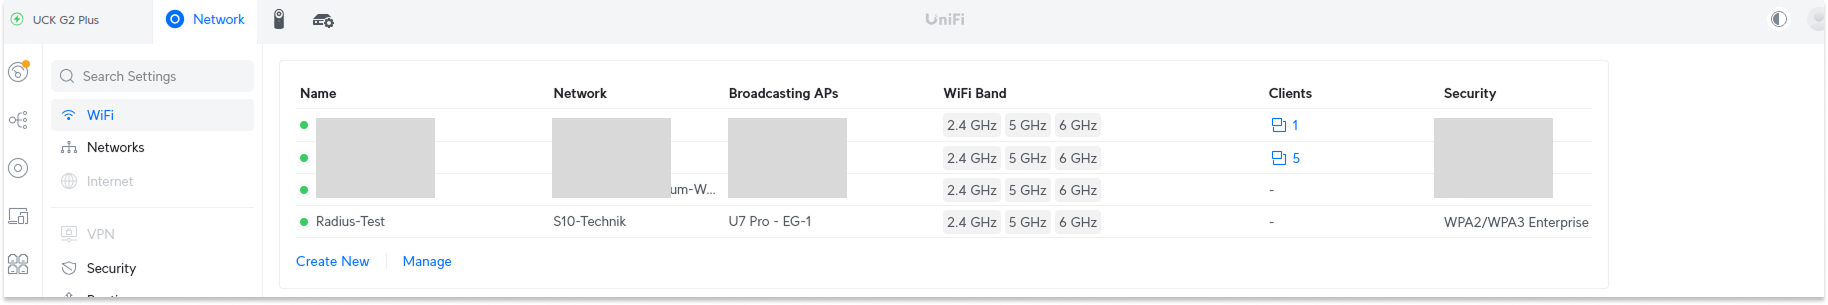 UCK G2 Plus Network UniFi
Search Settings
WiFi
Networks
Internet
VPN
Security
Name Network Broadcasting APs WiFi Band Clients Security
2.4 GHz 5 GHz 6 GHz 1
2.4 GHz 5 GHz 6 GHz 5
um-W... 2.4 GHz 5 GHz 6 GHz -
Radius-Test S10-Technik U7 Pro - EG-1 2.4 GHz 5 GHz 6 GHz - WPA2/WPA3 Enterprise
Create New Manage